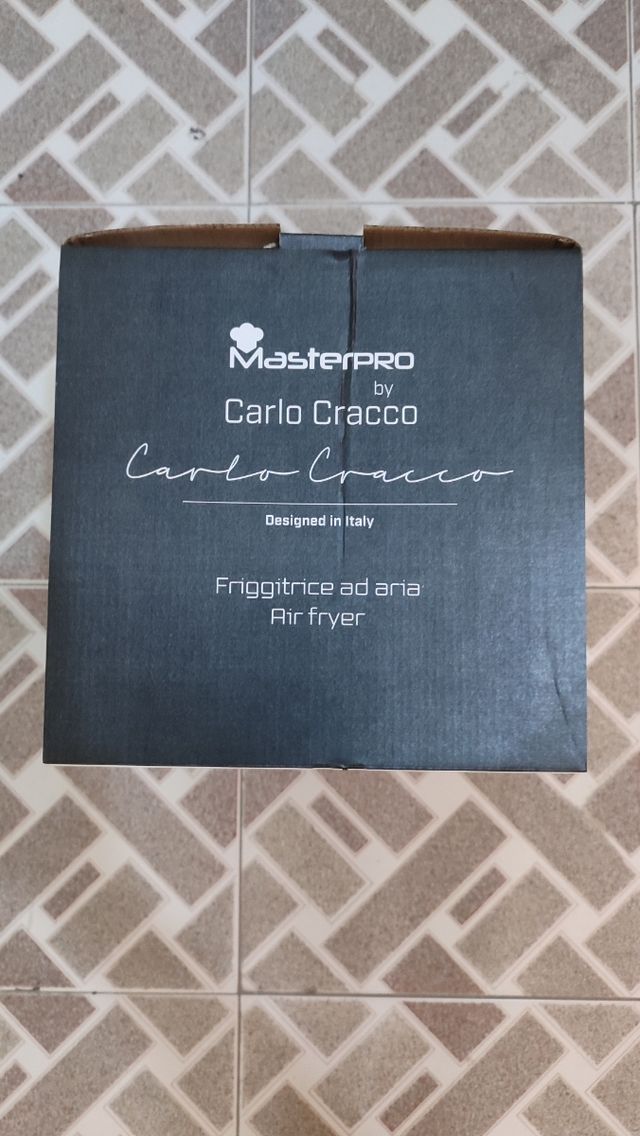 MasterPRO
by
Carlo Cracco
Carlo Cracco
Designed in Italy
Friggitrice ad aria
Air fryer